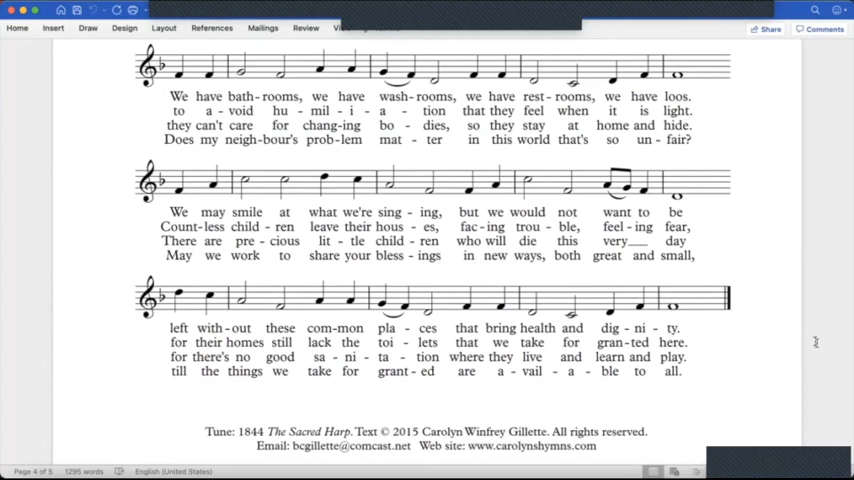 Home Insert Draw Design Layout References Mailings Review Share Comments
We have bath - rooms, we have wash - rooms, we have rest - rooms, we have loos.
to a - void hu - mil - i - a - tion that they feel when it is light.
they can't care for chang - ing bo - dies, so they stay at home and hide.
Does my neigh - bour's prob - lem mat - ter in this world that's so un - fair?
We may smile at what we're sing - ing, but we would not want to be
Count - less child - ren leave their hous - es, fac - ing trou - ble, feel - ing fear,
There are pre - cious lit - tle child - ren who will die this very___ day
May we work to share your bless - ings in new ways, both great and small,
left with - out these com - mon pla - ces that bring health and dig - ni - ty.
for their homes still lack the toi - lets that we take for gran - ted here.
for there's no good sa - ni - ta - tion where they live and learn and play.
till the things we take for grant - ed are a - vail - a - ble to all.
Tune: 1844 The Sacred Harp. Text © 2015 Carolyn Winfrey Gillette. All rights reserved.
Email: bcgillette@comcast.net Web site: www.carolynshymns.com
Page 4 of 5 1295 words English (United States)